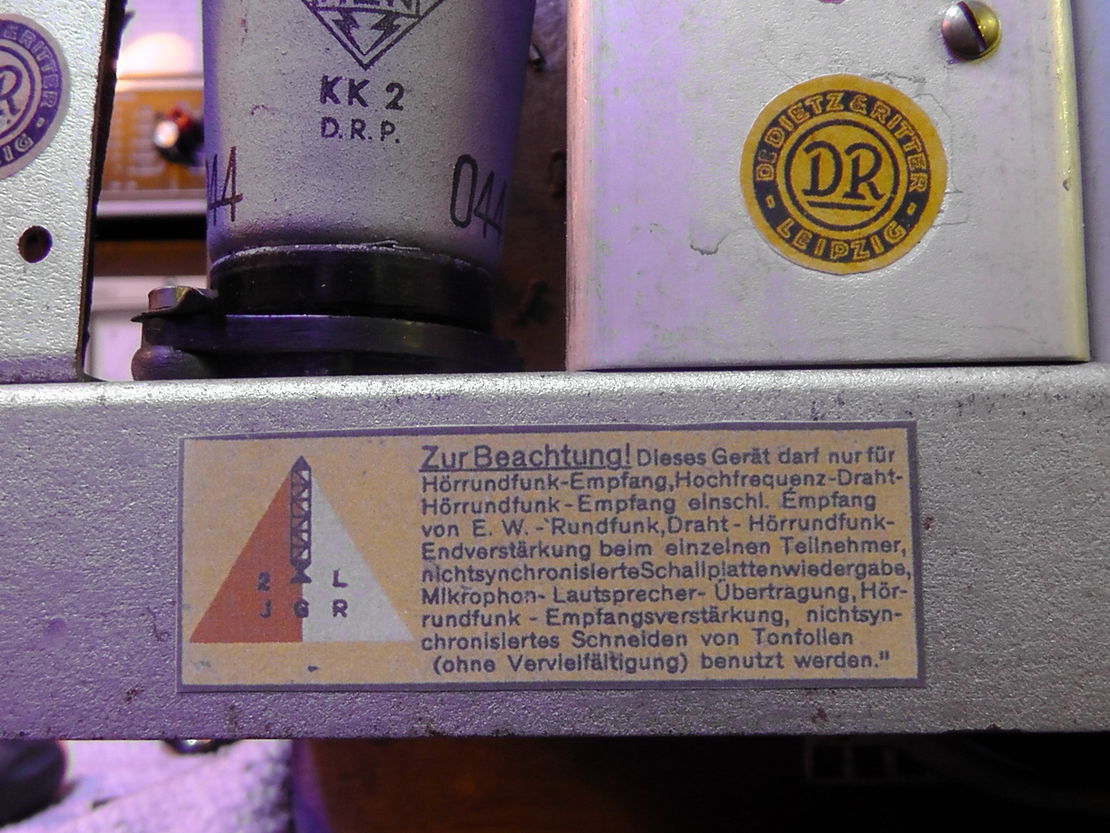 KK 2
D.R.P.
044
DR. DIETZ & RITTER
DR
- LEIPZIG -
Zur Beachtung! Dieses Gerät darf nur für
Hörrundfunk-Empfang, Hochfrequenz-Draht-
Hörrundfunk-Empfang einschl. Empfang
von E. W. - Rundfunk, Draht - Hörrundfunk-
Endverstärkung beim einzelnen Teilnehmer,
nichtsynchronisierte Schallplattenwiedergabe,
Mikrophon- Lautsprecher- Übertragung, Hör-
rundfunk - Empfangsverstärkung, nichtsyn-
chronisiertes Schneiden von Tonfolien
(ohne Vervielfältigung) benutzt werden."
2 L
J G R